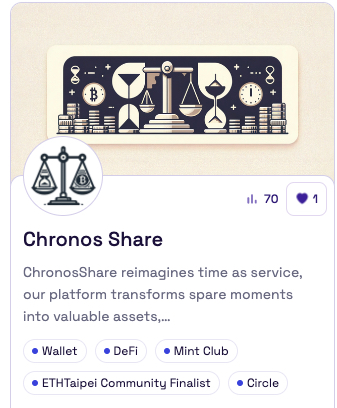 70
1
Chronos Share
ChronosShare reimagines time as service,
our platform transforms spare moments
into valuable assets,...
Wallet DeFi Mint Club
ETHTaipei Community Finalist Circle